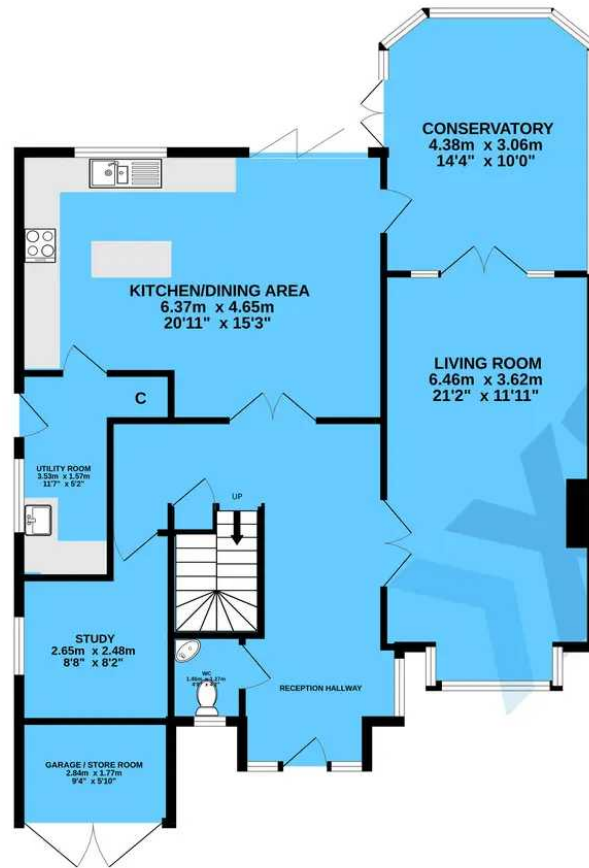 CONSERVATORY
4.38m x 3.06m
14'4" x 10'0"
KITCHEN/DINING AREA
6.37m x 4.65m
20'11" x 15'3"
LIVING ROOM
6.46m x 3.62m
21'2" x 11'11"
C
UTILITY ROOM
3.53m x 1.57m
11'7" x 5'2"
UP
STUDY
2.65m x 2.48m
8'8" x 8'2"
WC
RECEPTION HALLWAY
GARAGE / STORE ROOM
2.84m x 1.77m
9'4" x 5'10"